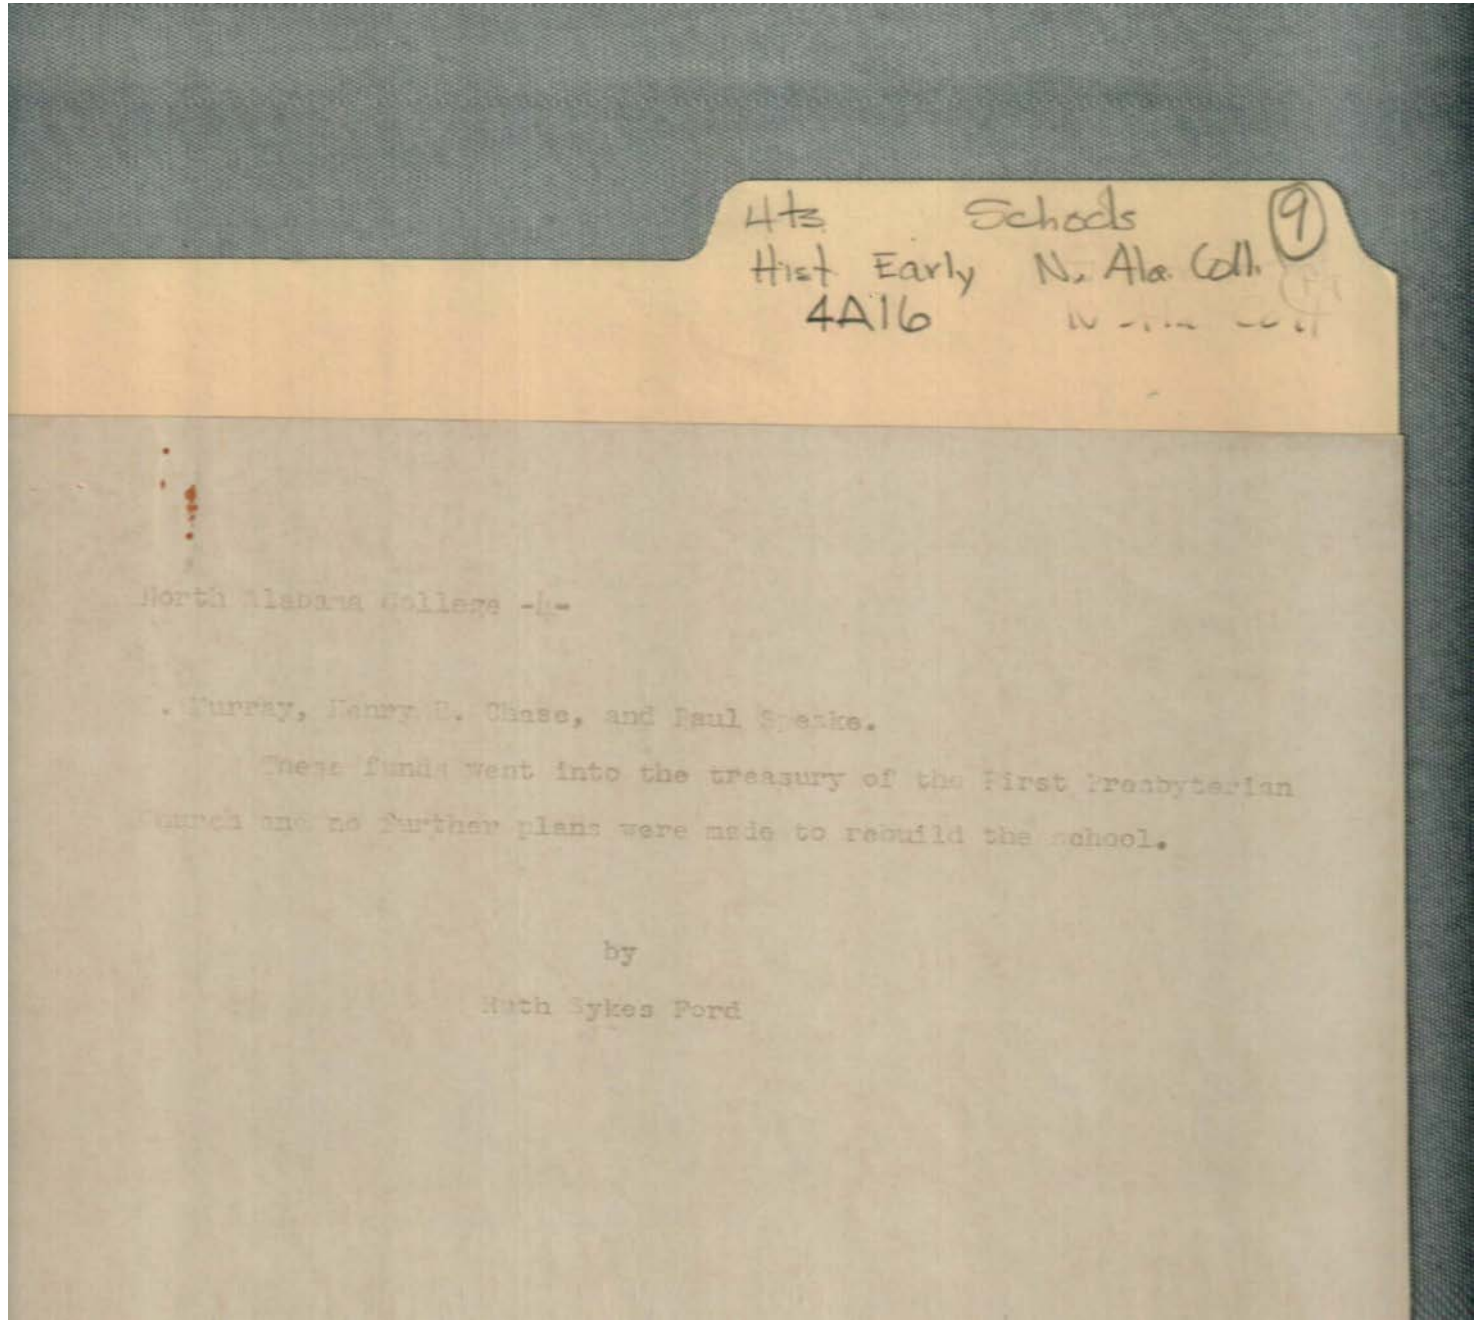 Hts Schools 9
Hist Early N. Ala. Coll.
4A16
North Alabama College -4-
. Murray, Henry B. Chase, and Paul Speake.
These funds went into the treasury of the First Presbyterian
Church and no further plans were made to rebuild the school.
by
Ruth Sykes Ford